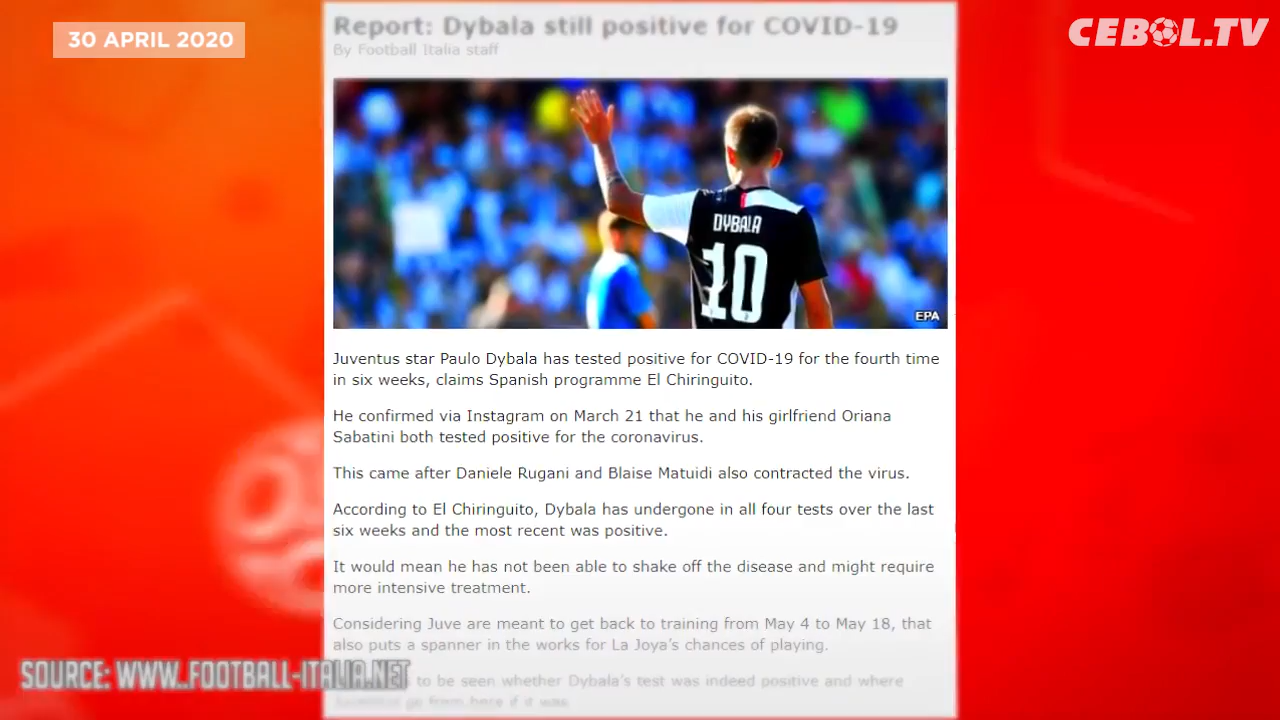 30 APRIL 2020
CEBOL.TV
Report: Dybala still positive for COVID-19
By Football Italia staff
DYBALA
10
EPA
Juventus star Paulo Dybala has tested positive for COVID-19 for the fourth time
in six weeks, claims Spanish programme El Chiringuito.
He confirmed via Instagram on March 21 that he and his girlfriend Oriana
Sabatini both tested positive for the coronavirus.
This came after Daniele Rugani and Blaise Matuidi also contracted the virus.
According to El Chiringuito, Dybala has undergone in all four tests over the last
six weeks and the most recent was positive.
It would mean he has not been able to shake off the disease and might require
more intensive treatment.
Considering Juve are meant to get back to training from May 4 to May 18, that
also puts a spanner in the works for La Joya's chances of playing.
to be seen whether Dybala's test was indeed positive and where
Juventus go from here if it was.
SOURCE: WWW.FOOTBALL-ITALIA.NET